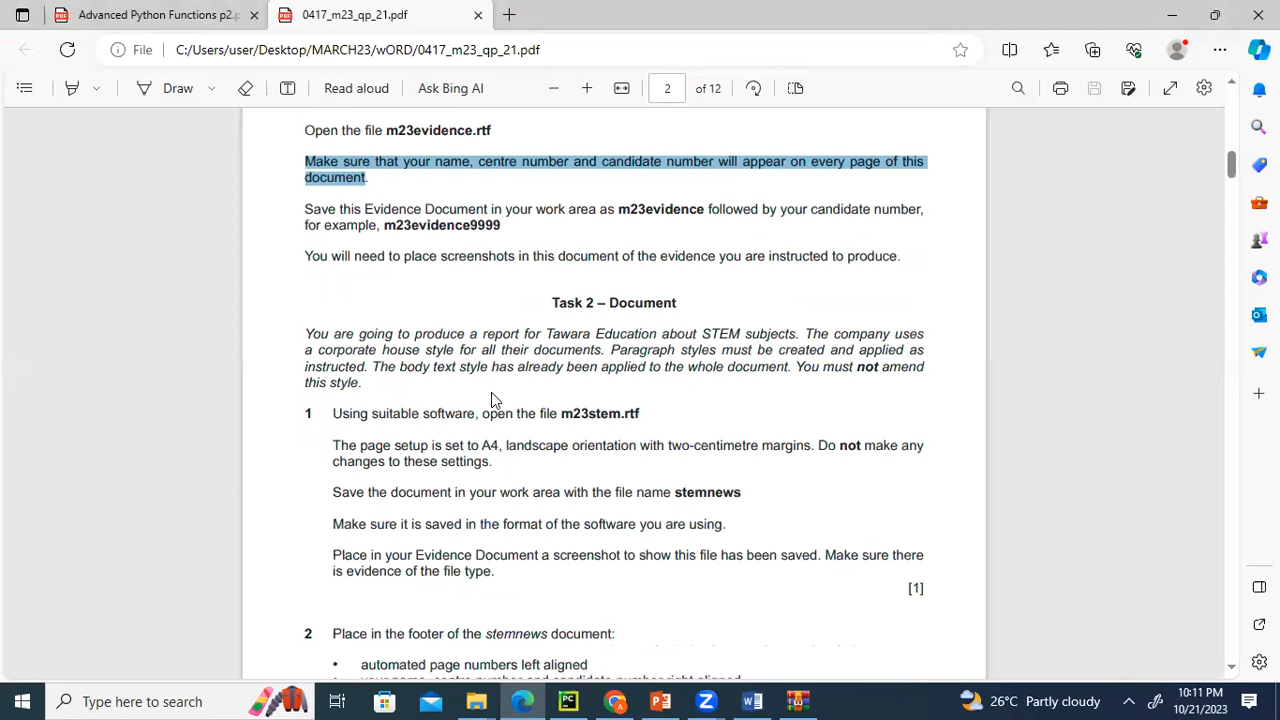 Advanced Python Functions p2.p
0417_m23_qp_21.pdf
File
C:/Users/user/Desktop/MARCH23/wORD/0417_m23_qp_21.pdf
Draw
Read aloud
Ask Bing AI
2
of 12
Open the file m23evidence.rtf
Make sure that your name, centre number and candidate number will appear on every page of this
document.
Save this Evidence Document in your work area as m23evidence followed by your candidate number,
for example, m23evidence9999
You will need to place screenshots in this document of the evidence you are instructed to produce.
Task 2 – Document
You are going to produce a report for Tawara Education about STEM subjects. The company uses
a corporate house style for all their documents. Paragraph styles must be created and applied as
instructed. The body text style has already been applied to the whole document. You must not amend
this style.
1 Using suitable software, open the file m23stem.rtf
The page setup is set to A4, landscape orientation with two-centimetre margins. Do not make any
changes to these settings.
Save the document in your work area with the file name stemnews
Make sure it is saved in the format of the software you are using.
Place in your Evidence Document a screenshot to show this file has been saved. Make sure there
is evidence of the file type.
[1]
2 Place in the footer of the stemnews document:
• automated page numbers left aligned
• your name, centre number and candidate number right aligned
Type here to search
26°C Partly cloudy
10:11 PM
10/21/2023